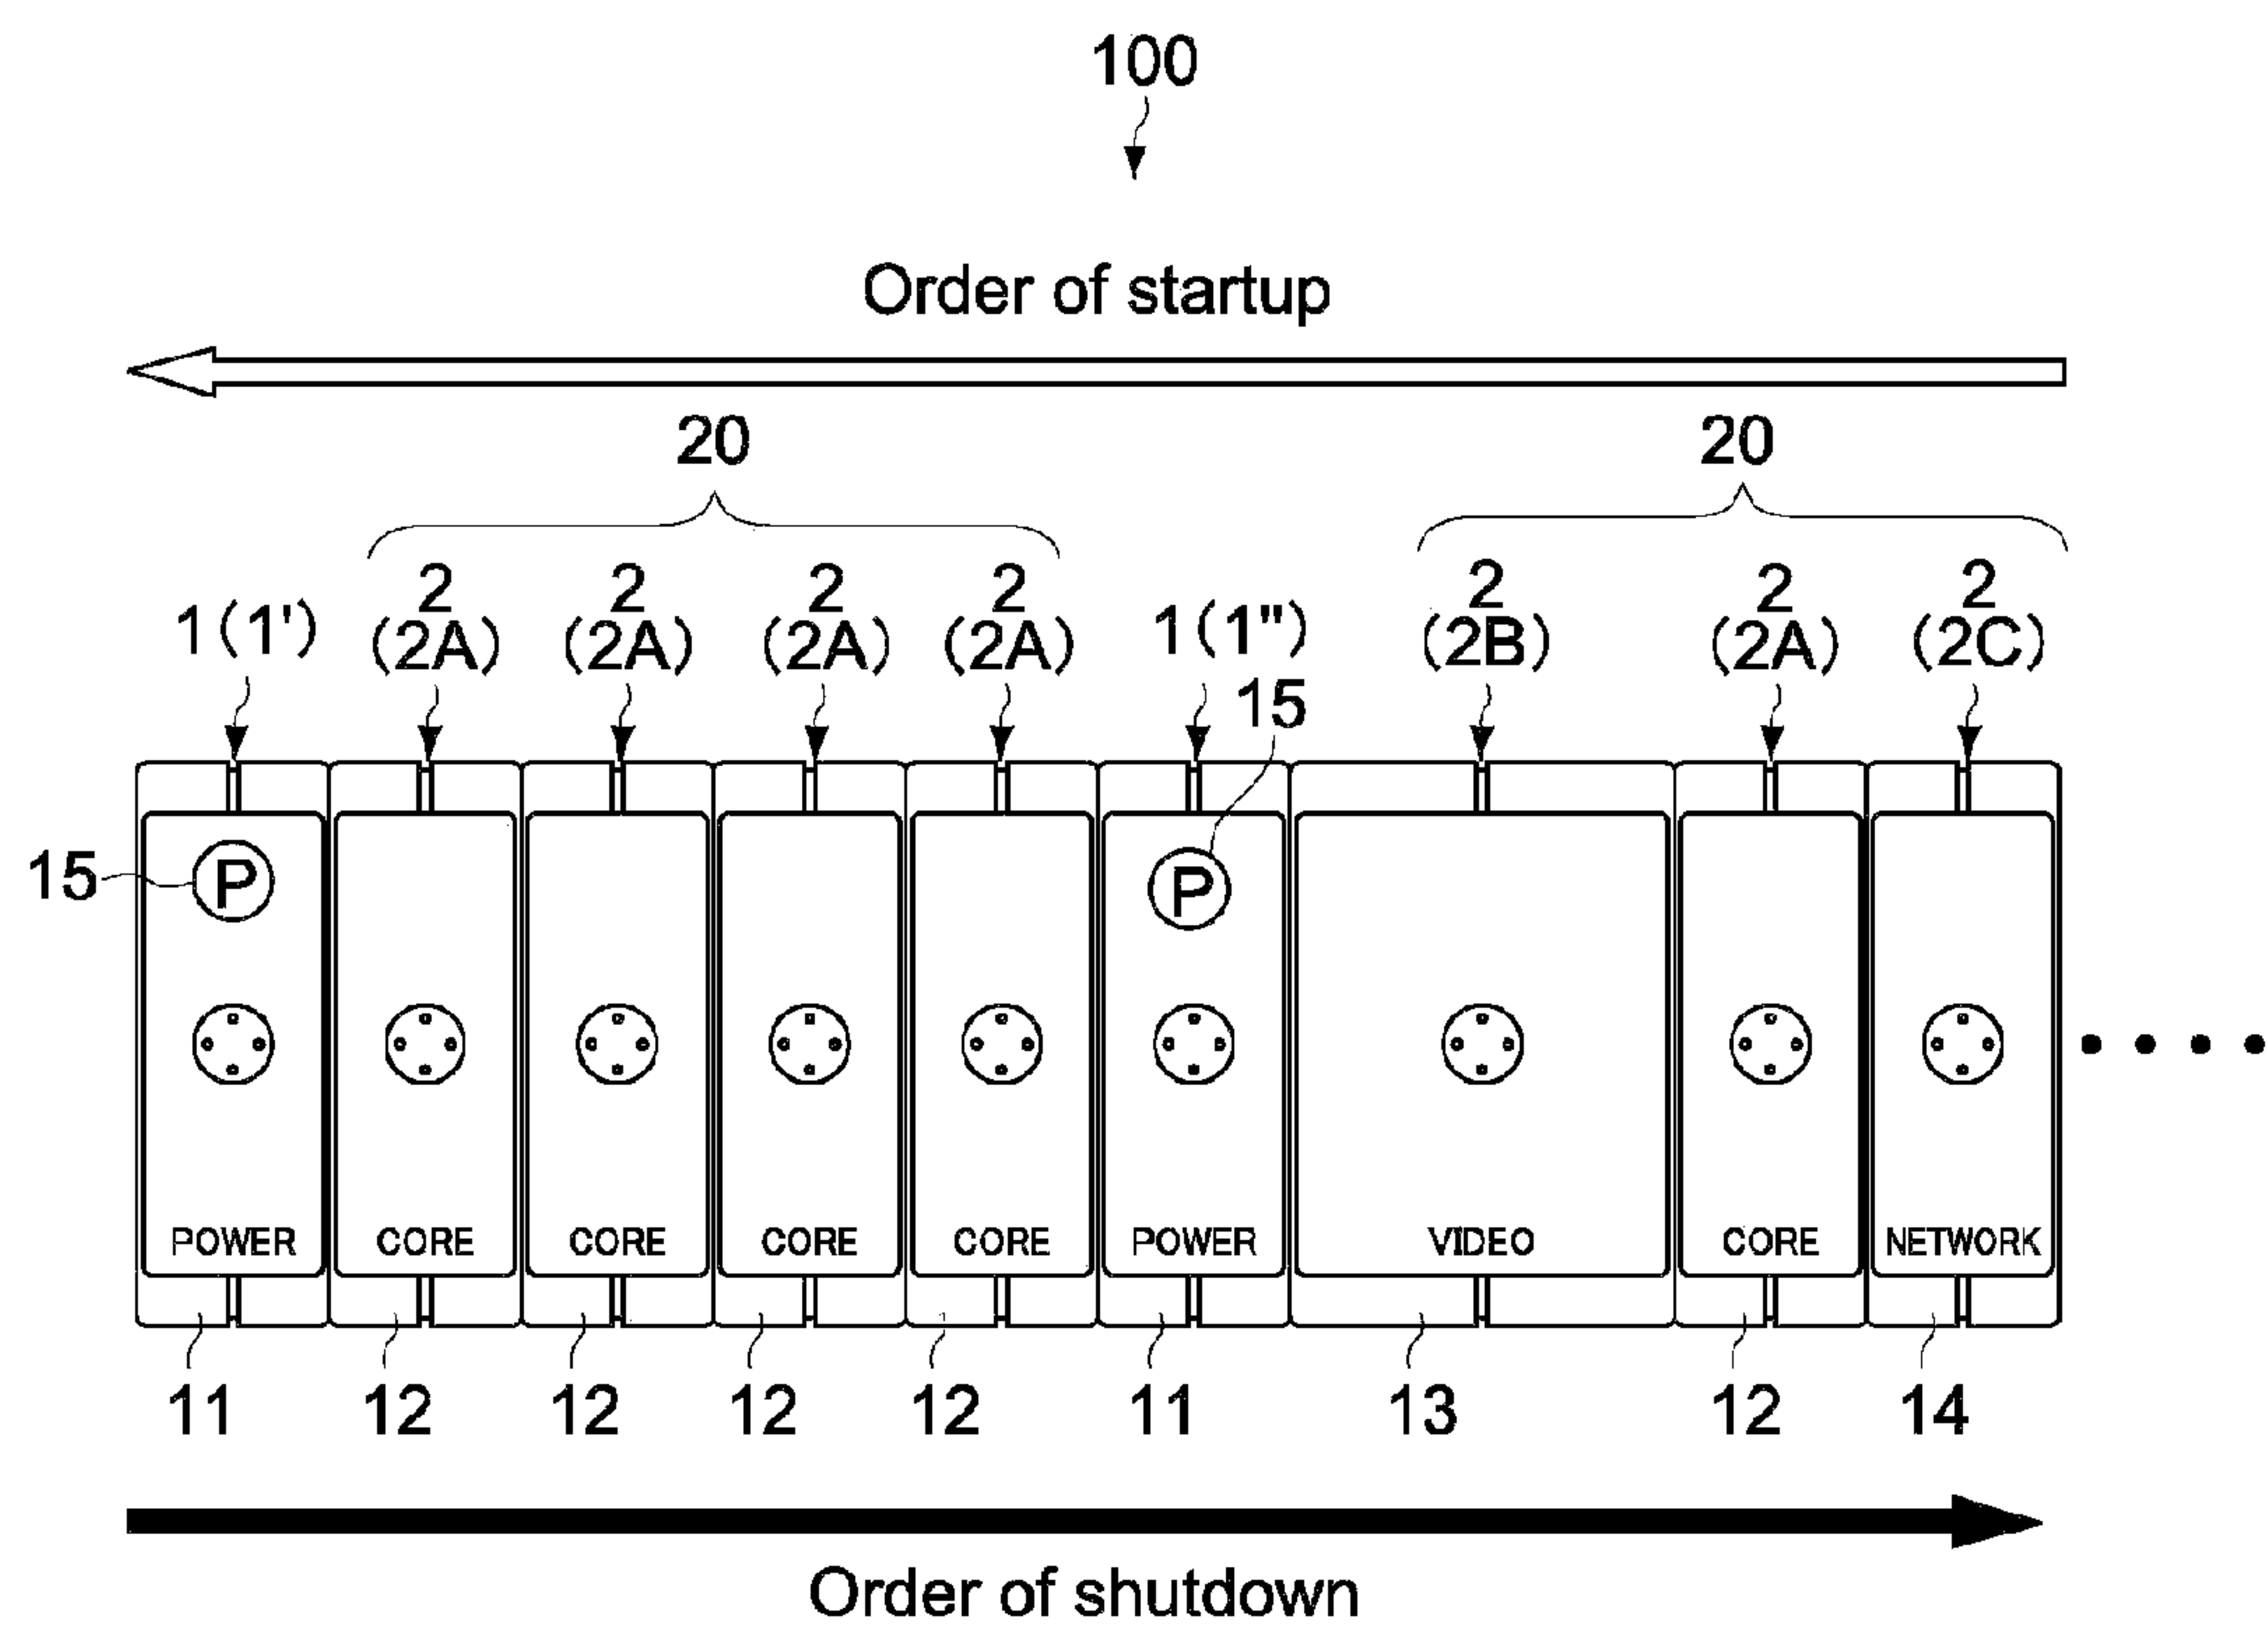 100
Order of startup
20 20
2 2 2 2 2 2 2
1(1') (2A) (2A) (2A) (2A) 1(1") (2B) (2A) (2C)
15
15 P P
POWER CORE CORE CORE CORE POWER VIDEO CORE NETWORK
11 12 12 12 12 11 13 12 14
Order of shutdown